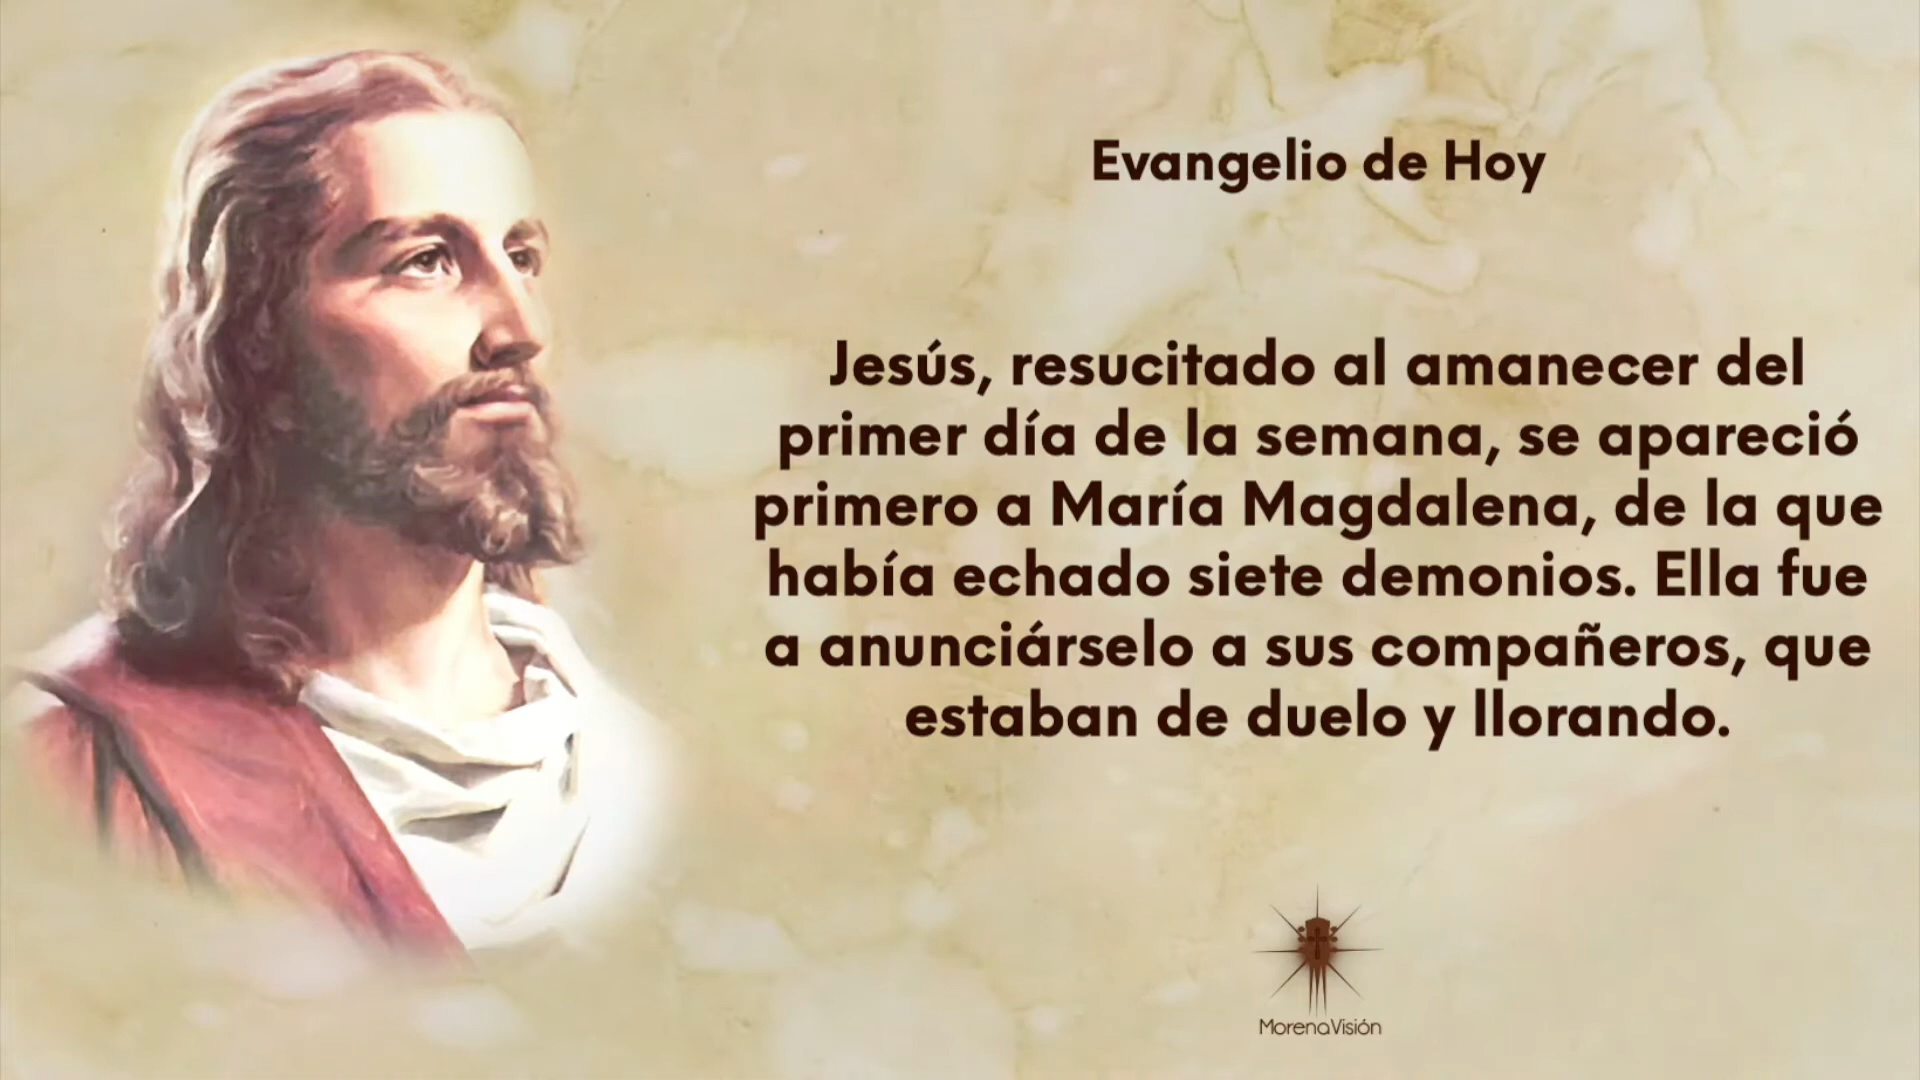 Evangelio de Hoy
Jesús, resucitado al amanecer del
primer día de la semana, se apareció
primero a María Magdalena, de la que
había echado siete demonios. Ella fue
a anunciárselo a sus compañeros, que
estaban de duelo y llorando.
MorenaVisión